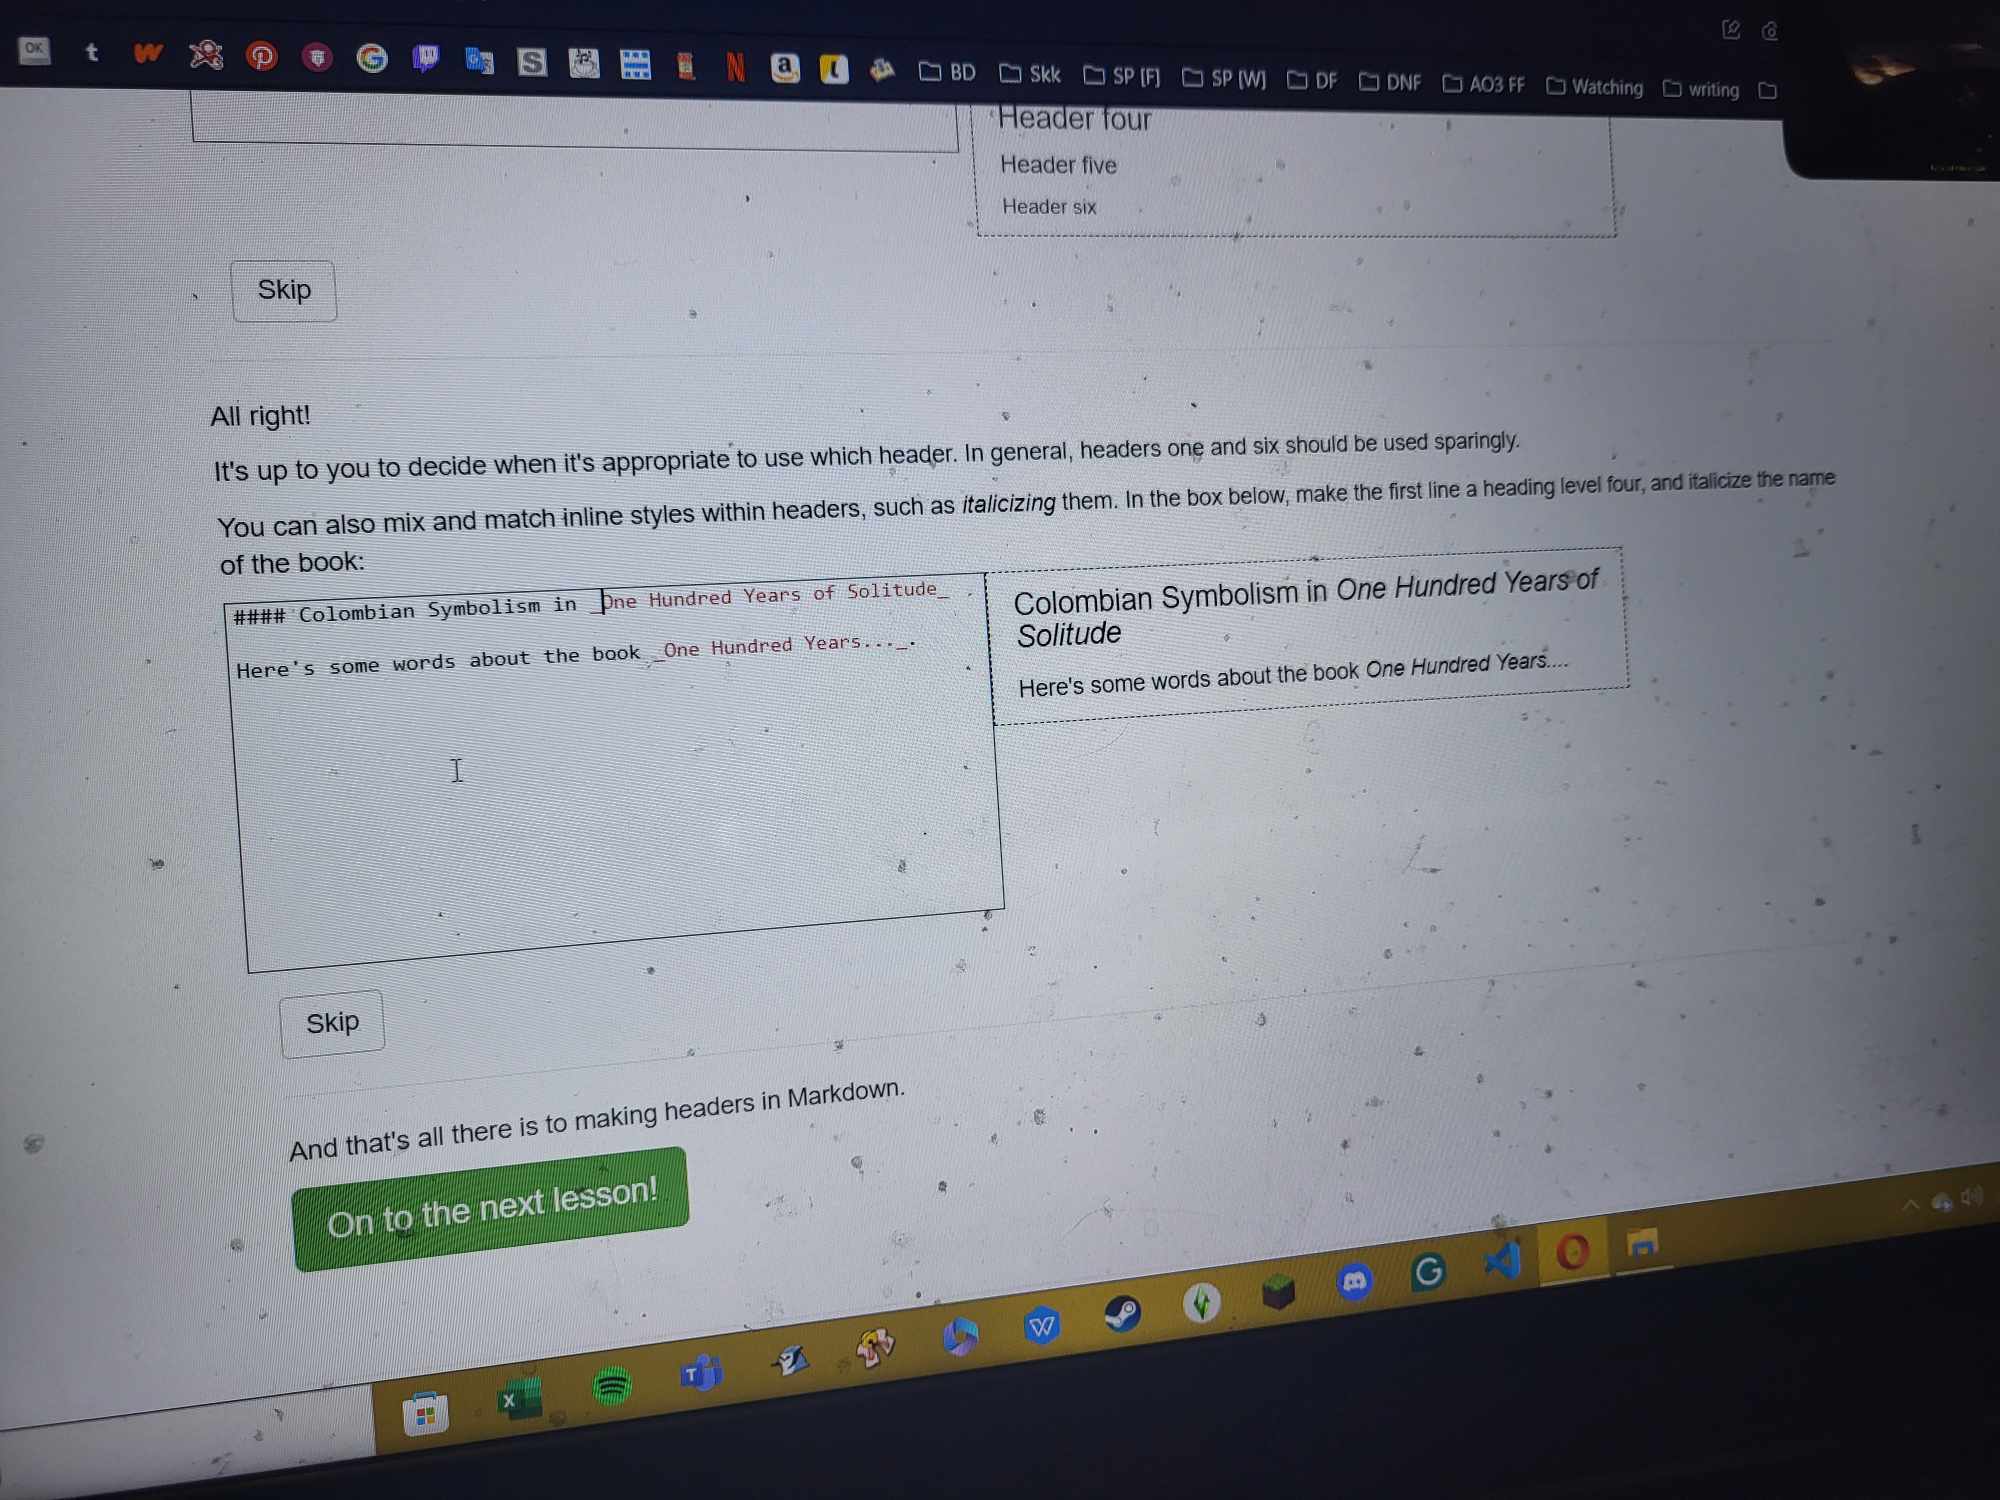 OK
BD Skk SP [F] SP [W] DF DNF AO3 FF Watching writing
Header four
Header five
Header six
Skip
All right!
It's up to you to decide when it's appropriate to use which header. In general, headers one and six should be used sparingly.
You can also mix and match inline styles within headers, such as italicizing them. In the box below, make the first line a heading level four, and italicize the name
of the book:
#### Colombian Symbolism in _One Hundred Years of Solitude_
Here's some words about the book _One Hundred Years..._.
Colombian Symbolism in One Hundred Years of
Solitude
Here's some words about the book One Hundred Years....
Skip
And that's all there is to making headers in Markdown.
On to the next lesson!